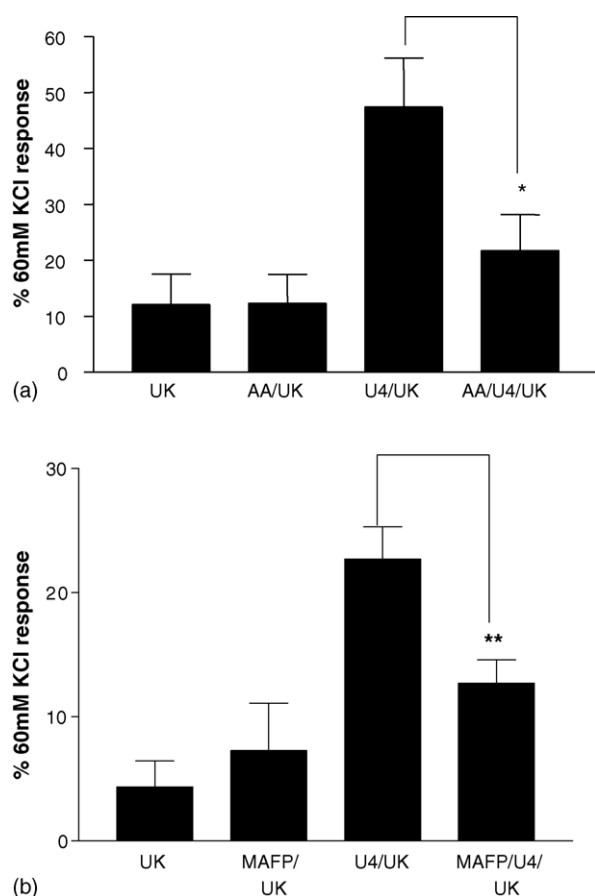 60
50
40
30
20
10
0
% 60mM KCl response
*
UK AA/UK U4/UK AA/U4/UK
(a)
30
20
10
0
% 60mM KCl response
**
UK MAFP/ U4/UK MAFP/U4/
UK UK
(b)